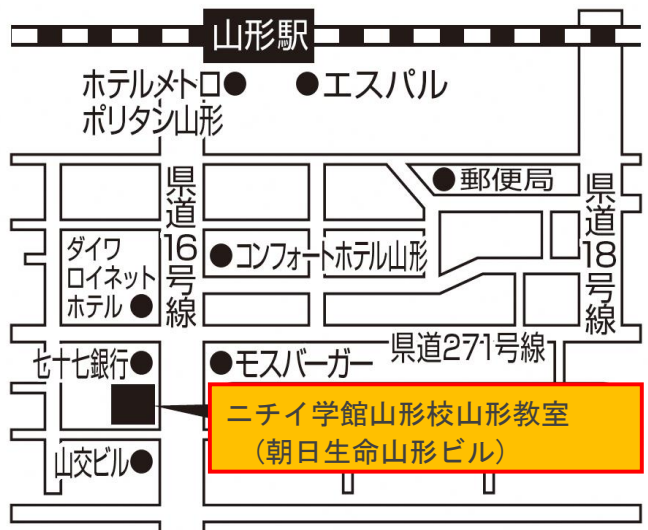 山形駅
ホテルメトロ
ポリタン山形
エスパル
郵便局
県道16号線
県道18号線
コンフォートホテル山形
ダイワ
ロイネット
ホテル
県道271号線
七十七銀行
モスバーガー
ニチイ学館山形校山形教室
（朝日生命山形ビル）
山交ビル